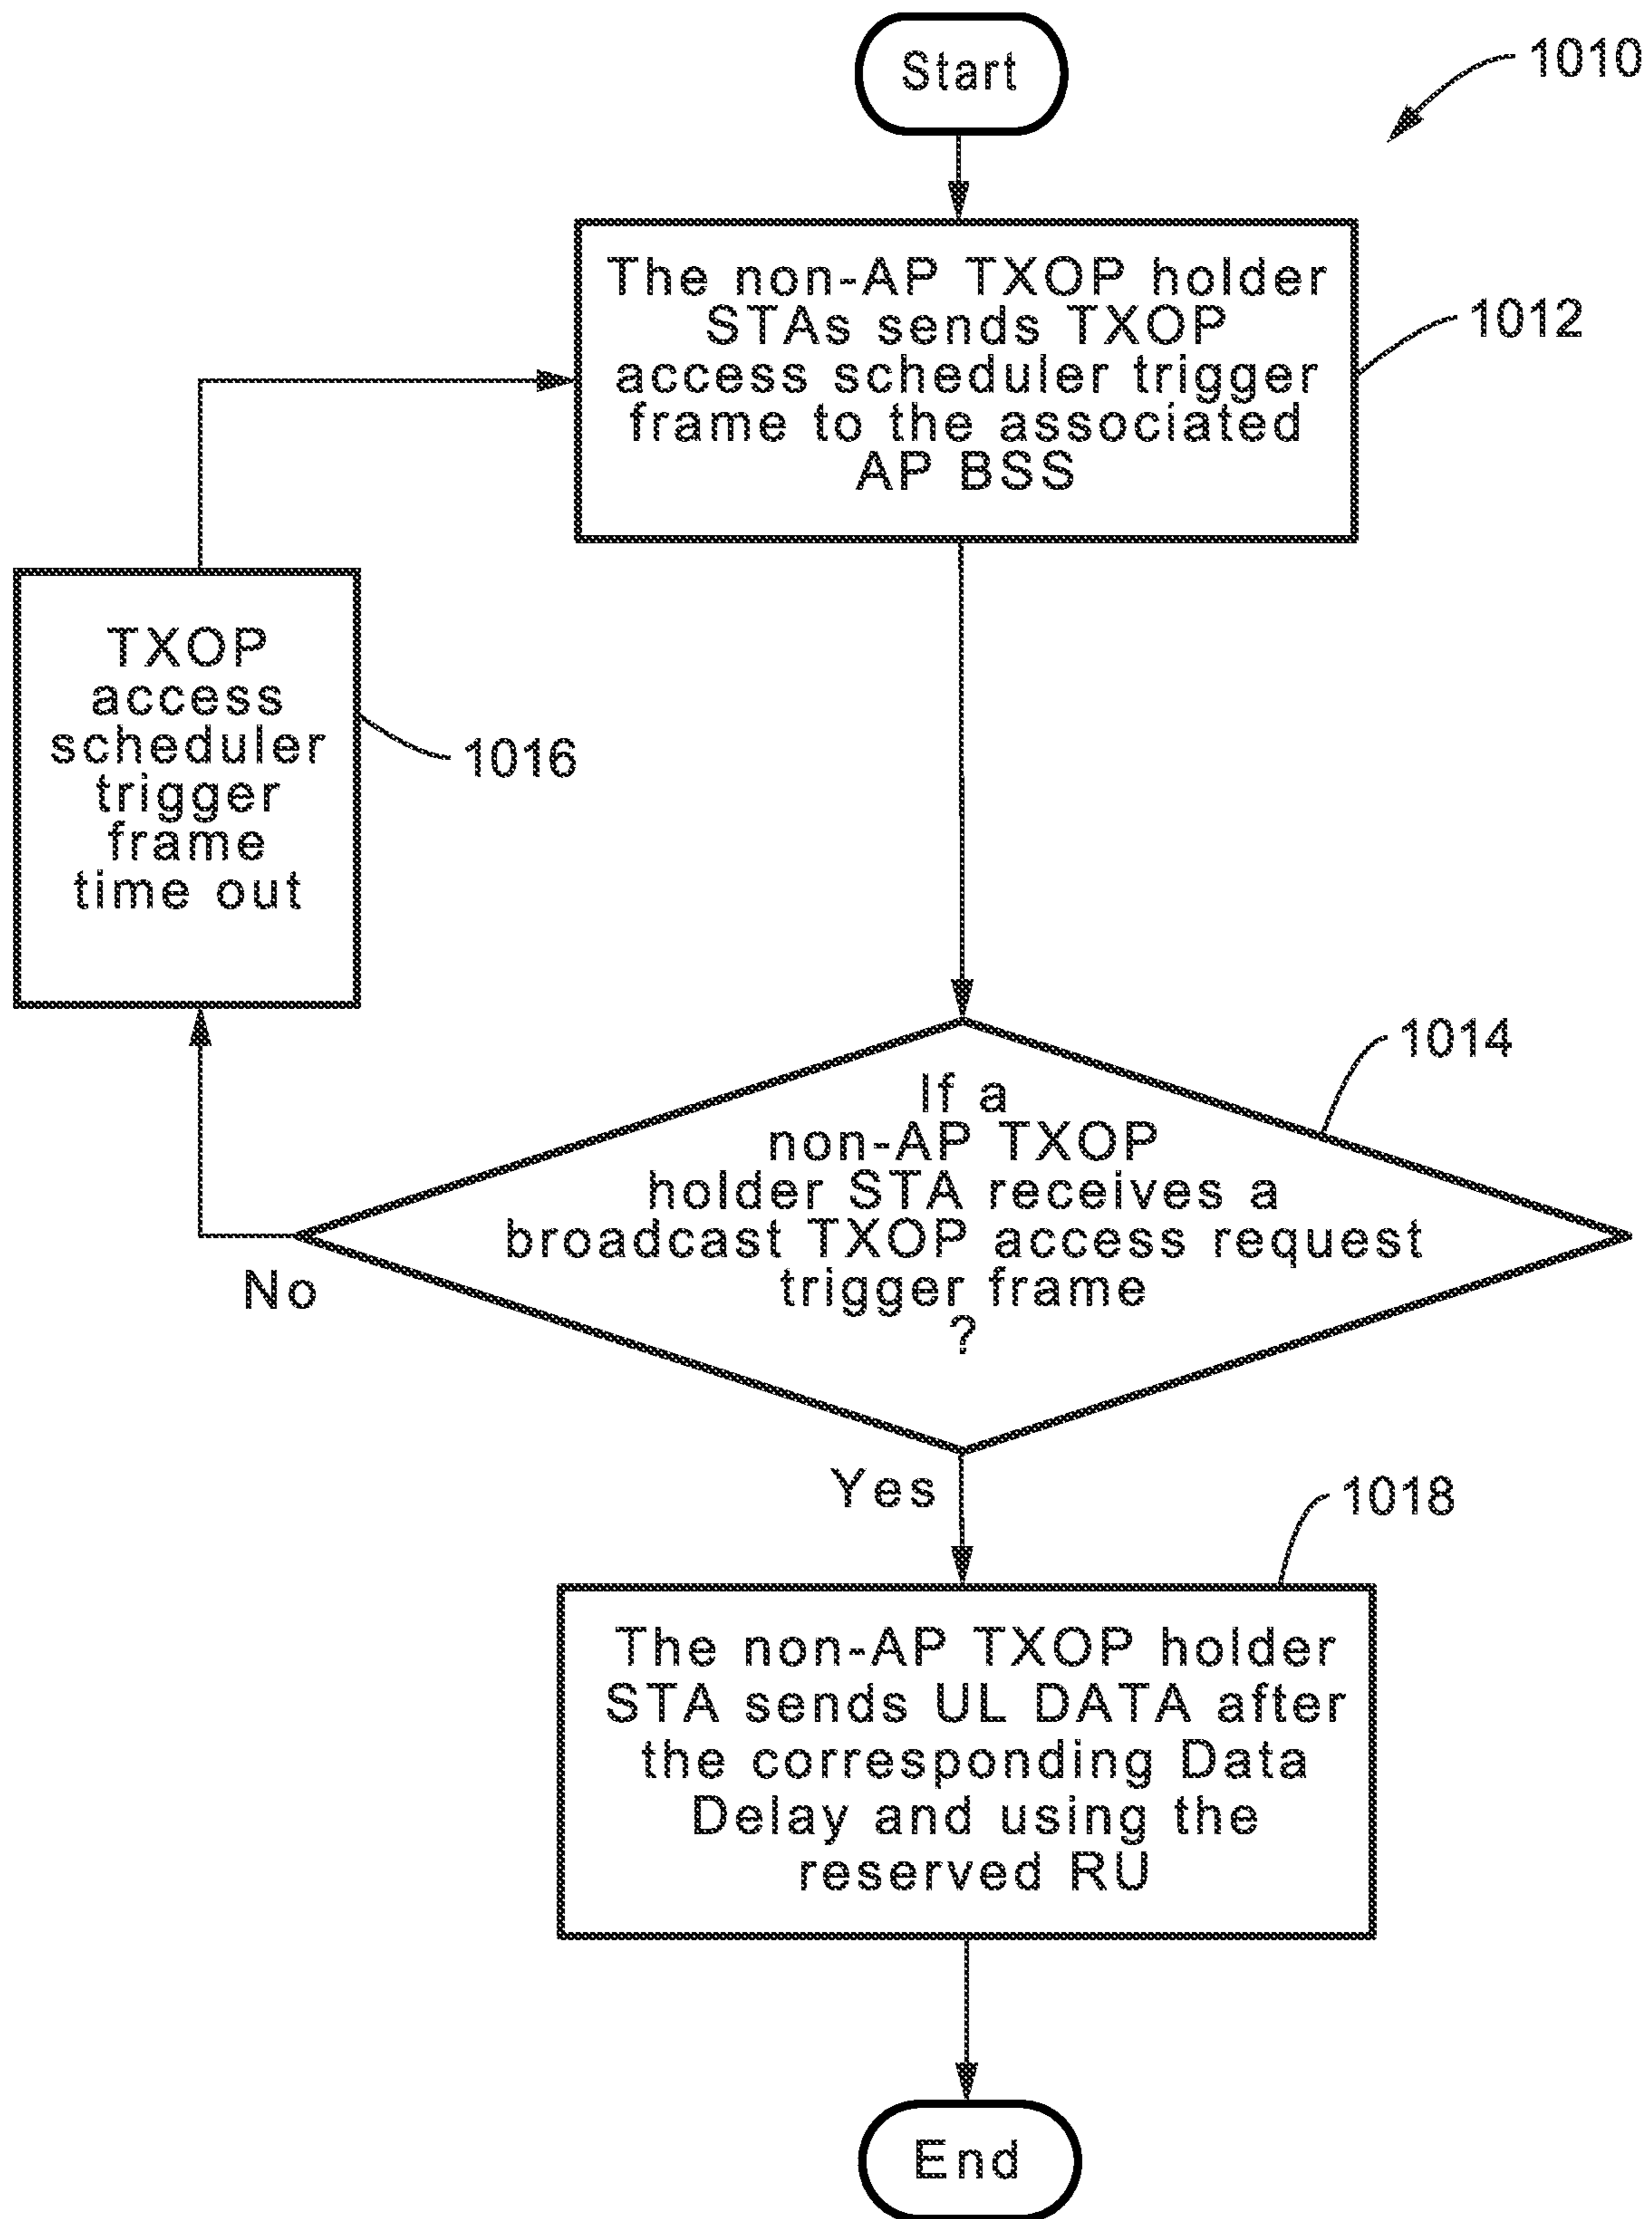 Start
1010
The non-AP TXOP holder
STAs sends TXOP
access scheduler trigger
frame to the associated
AP BSS
1012
TXOP
access
scheduler
trigger
frame
time out
1016
1014
If a
non-AP TXOP
holder STA receives a
broadcast TXOP access request
trigger frame
?
No
Yes
1018
The non-AP TXOP holder
STA sends UL DATA after
the corresponding Data
Delay and using the
reserved RU
End